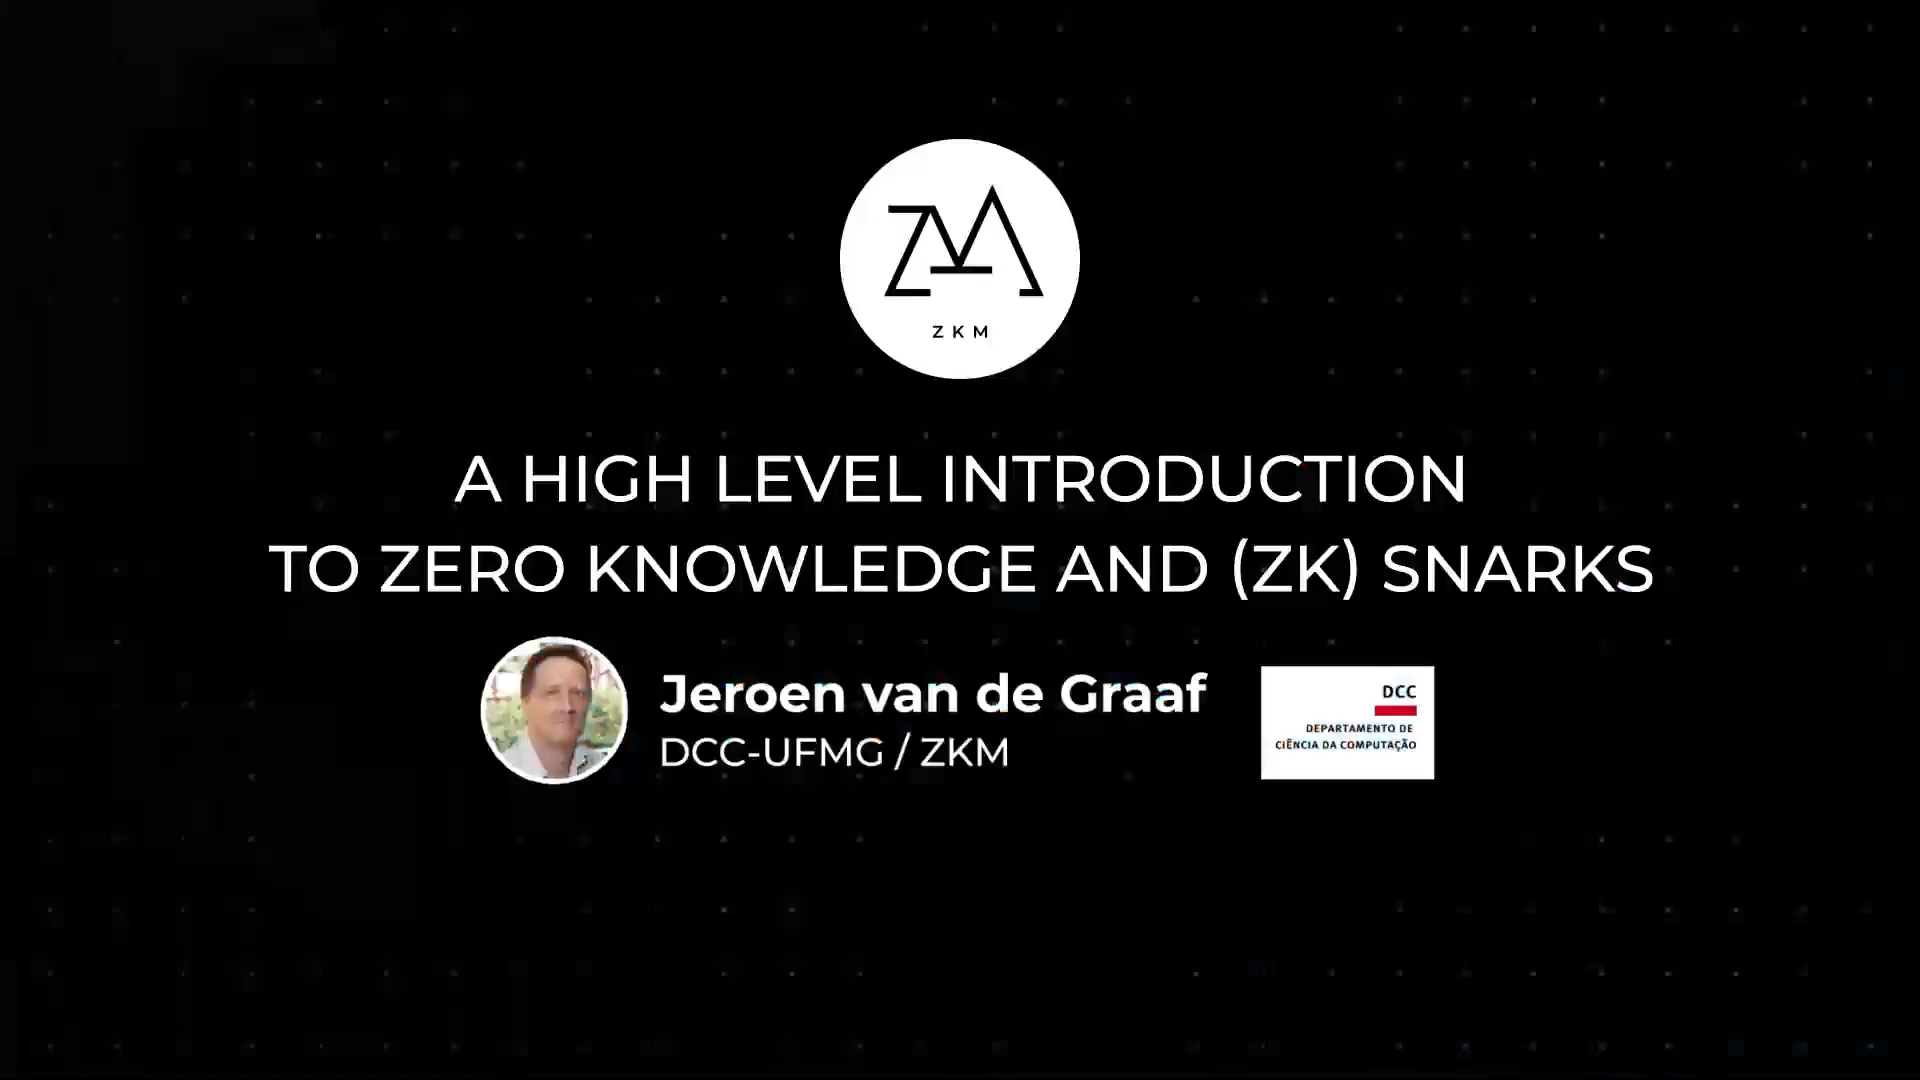 ZKM
A HIGH LEVEL INTRODUCTION
TO ZERO KNOWLEDGE AND (ZK) SNARKS
Jeroen van de Graaf
DCC-UFMG / ZKM
DCC
DEPARTAMENTO DE
CIÊNCIA DA COMPUTAÇÃO